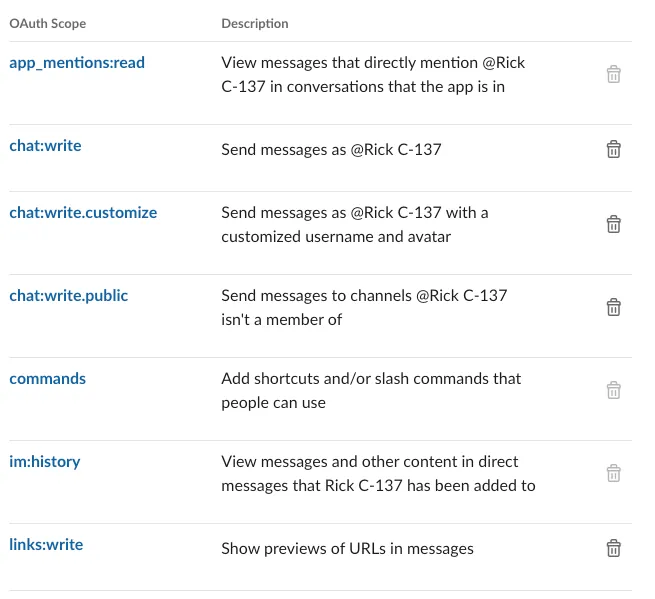 OAuth Scope Description
app_mentions:read View messages that directly mention @Rick
C-137 in conversations that the app is in
chat:write Send messages as @Rick C-137
chat:write.customize Send messages as @Rick C-137 with a
customized username and avatar
chat:write.public Send messages to channels @Rick C-137
isn't a member of
commands Add shortcuts and/or slash commands that
people can use
im:history View messages and other content in direct
messages that Rick C-137 has been added to
links:write Show previews of URLs in messages